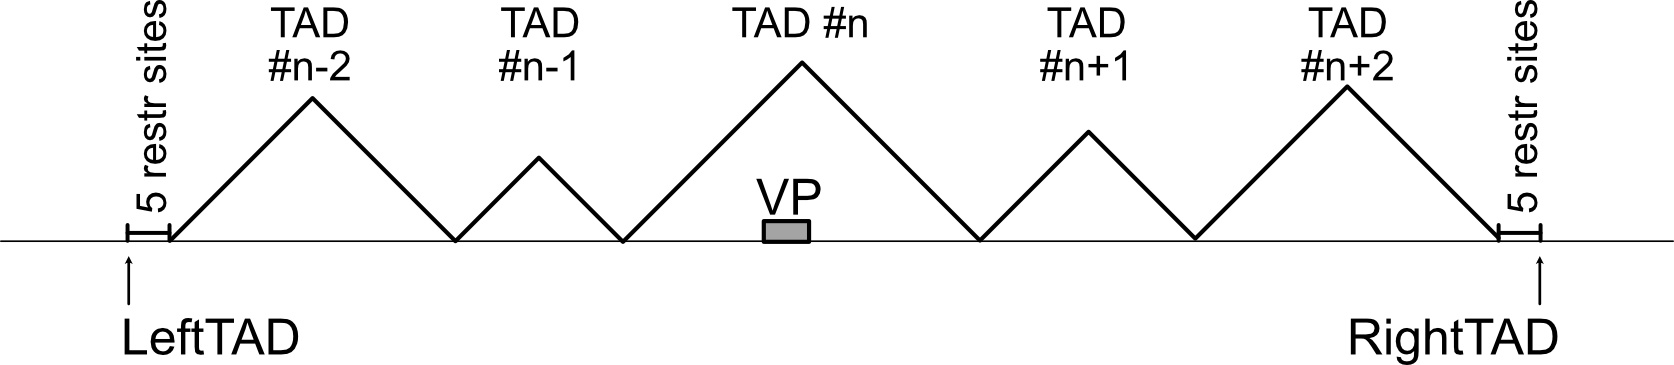 5 restr sites
TAD
#n-2
TAD
#n-1
TAD #n
TAD
#n+1
TAD
#n+2
5 restr sites
VP
LeftTAD
RightTAD